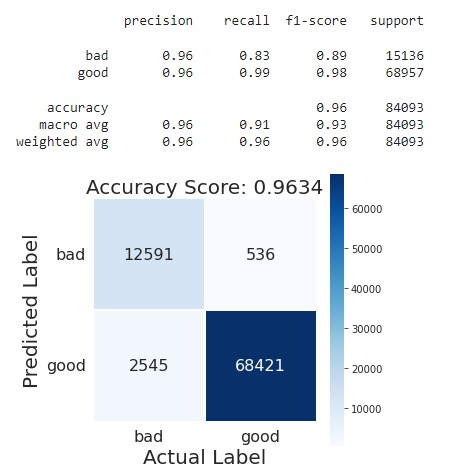 precision recall f1-score support
bad 0.96 0.83 0.89 15136
good 0.96 0.99 0.98 68957
accuracy 0.96 84093
macro avg 0.96 0.91 0.93 84093
weighted avg 0.96 0.96 0.96 84093
Accuracy Score: 0.9634
Predicted Label
bad 12591 536
good 2545 68421
bad good
Actual Label
60000
50000
40000
30000
20000
10000